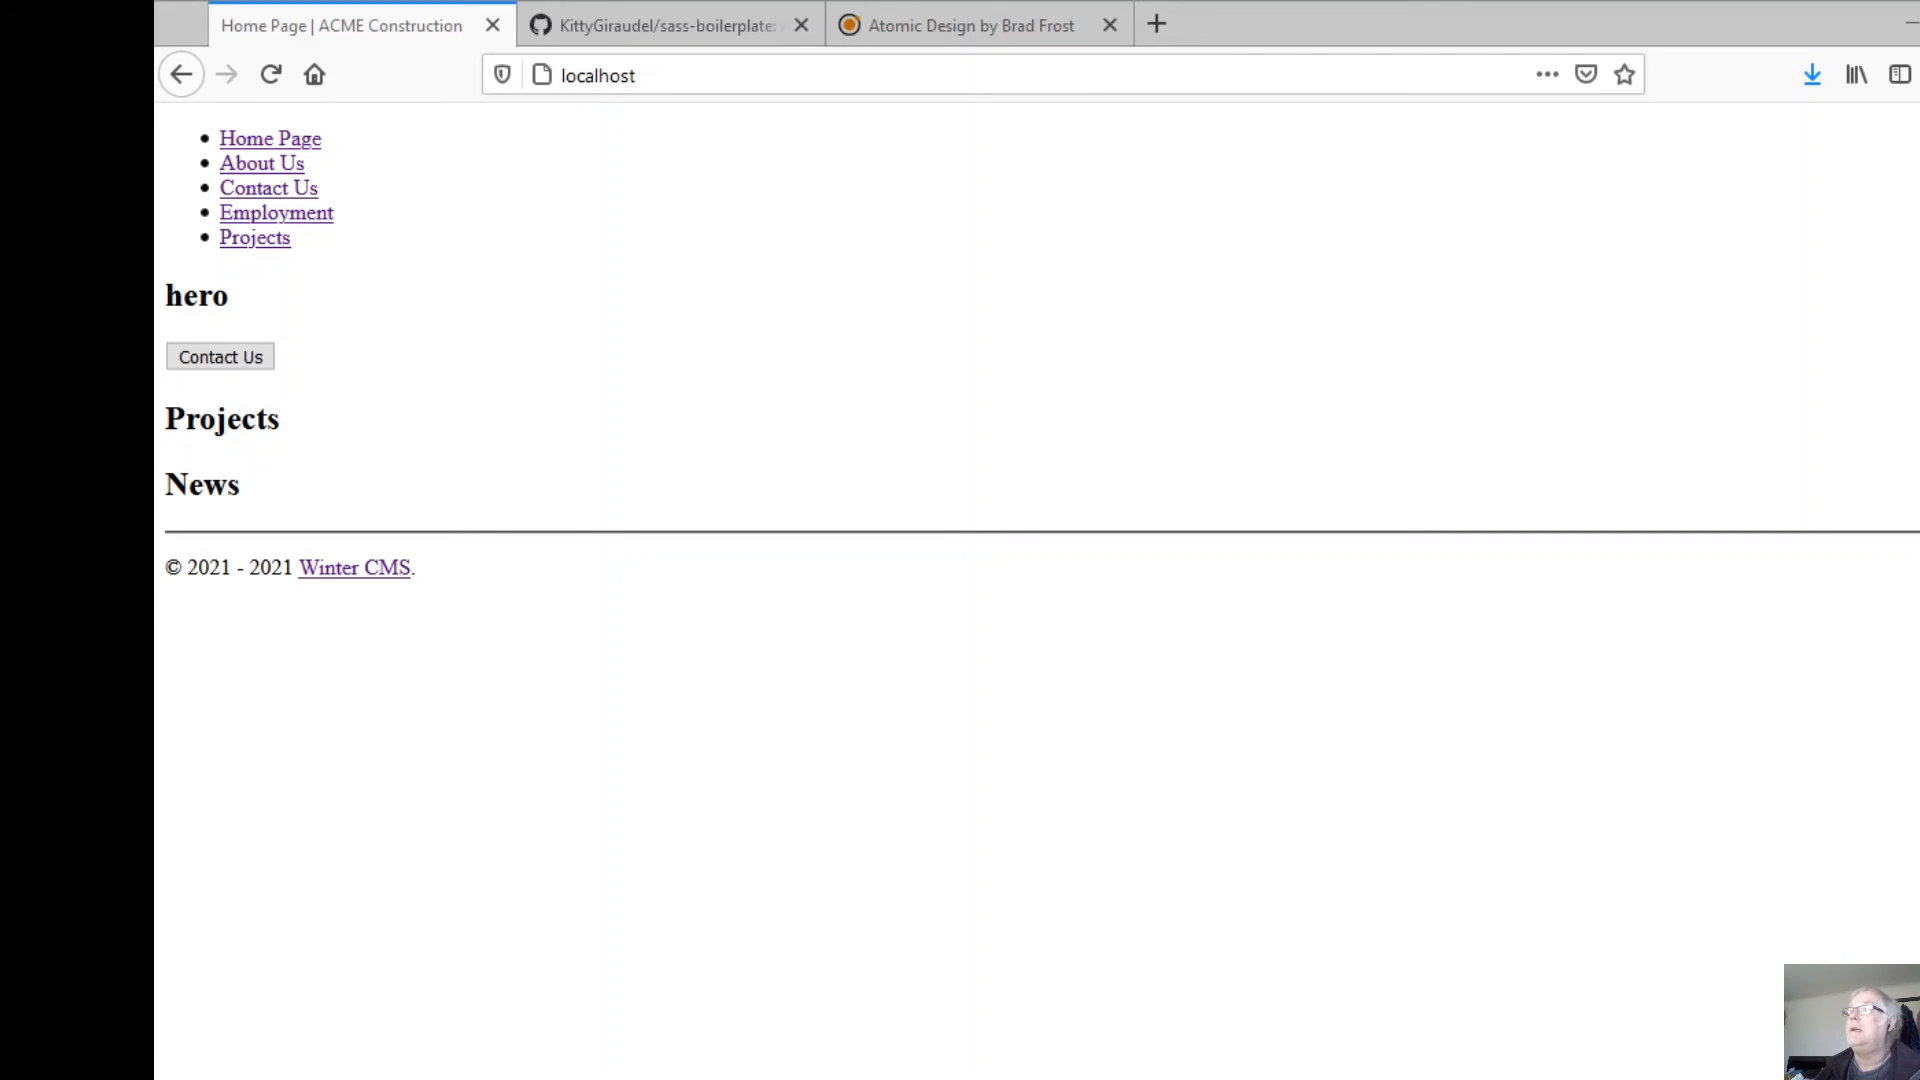 Home Page | ACME Construction
KittyGiraudel/sass-boilerplate:
Atomic Design by Brad Frost
localhost
Home Page
About Us
Contact Us
Employment
Projects
hero
Contact Us
Projects
News
© 2021 - 2021 Winter CMS.